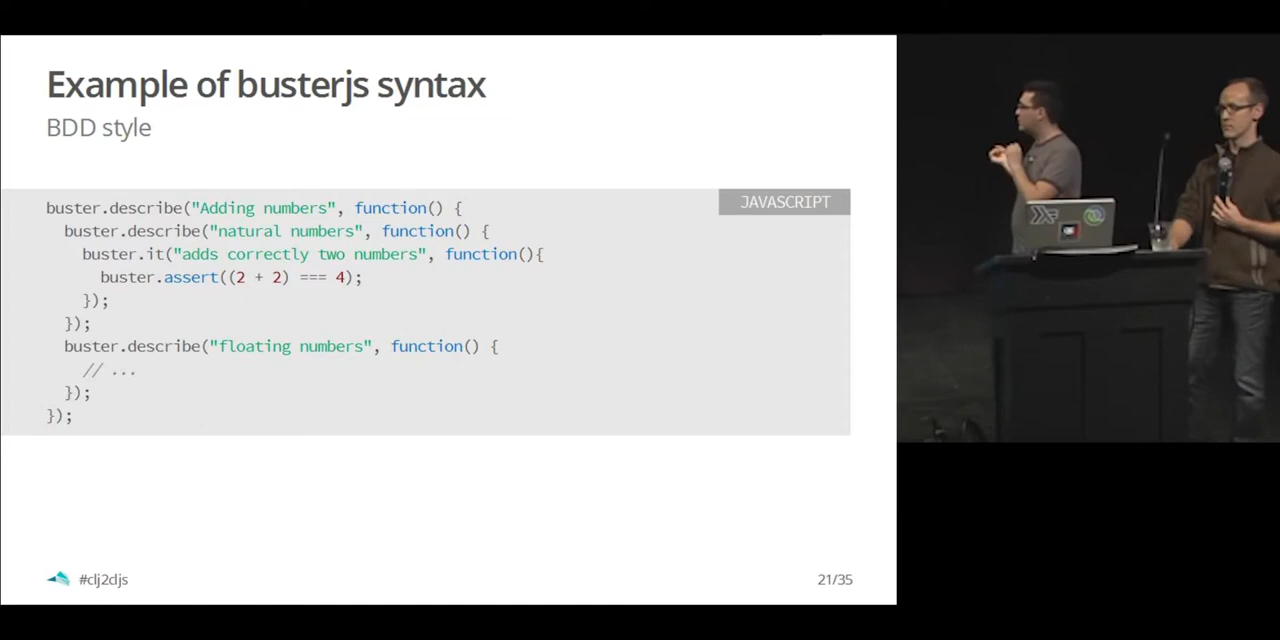 Example of busterjs syntax
BDD style
JAVASCRIPT
buster.describe("Adding numbers", function() {
  buster.describe("natural numbers", function() {
    buster.it("adds correctly two numbers", function(){
      buster.assert((2 + 2) === 4);
    });
  });
  buster.describe("floating numbers", function() {
    // ...
  });
});
#clj2djs
21/35